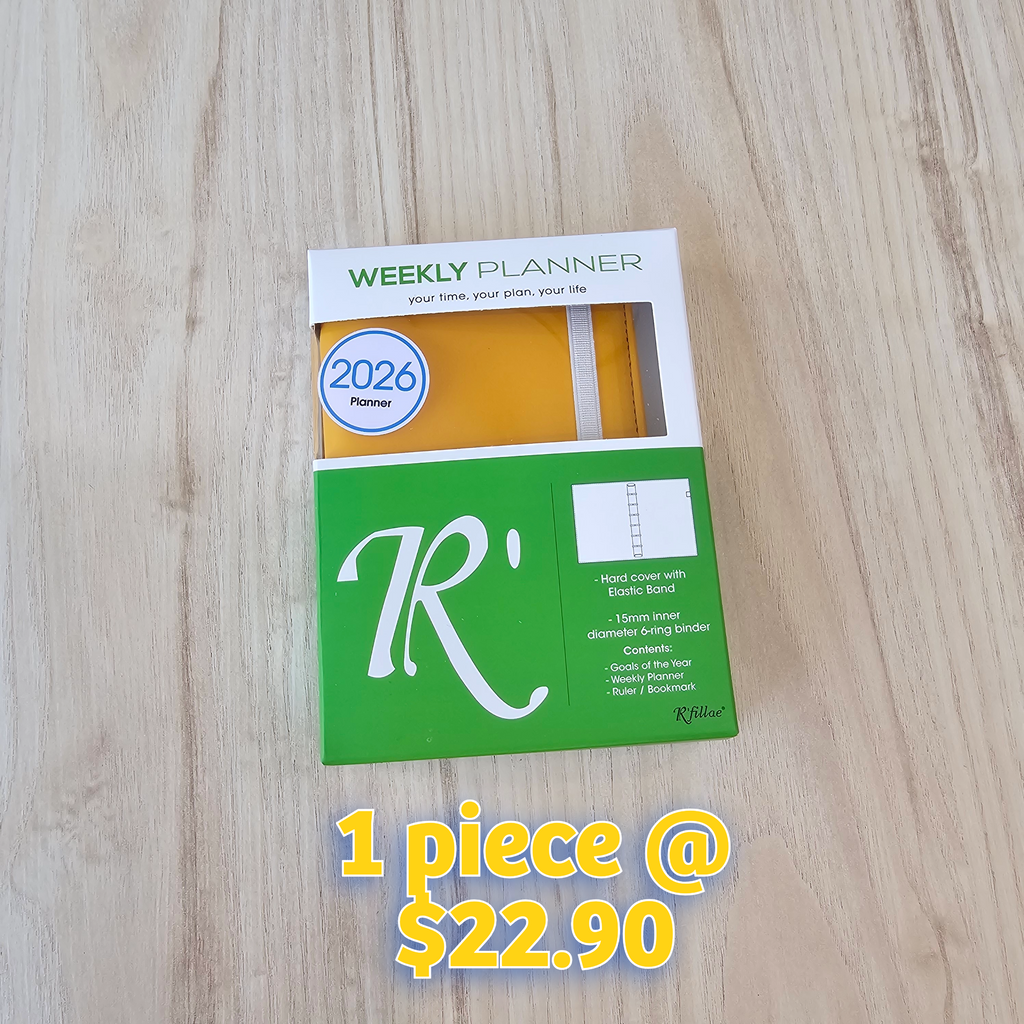 WEEKLY PLANNER
your time, your plan, your life
2026
Planner
R'
- Hard cover with
Elastic Band
- 15mm inner
diameter 6-ring binder
Contents:
- Goals of the Year
- Weekly Planner
- Ruler / Bookmark
R'fillae®
1 piece @
$22.90